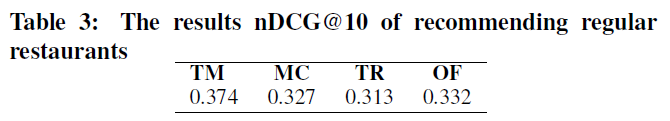 Table 3: The results nDCG@10 of recommending regular
restaurants
TM MC TR OF
0.374 0.327 0.313 0.332